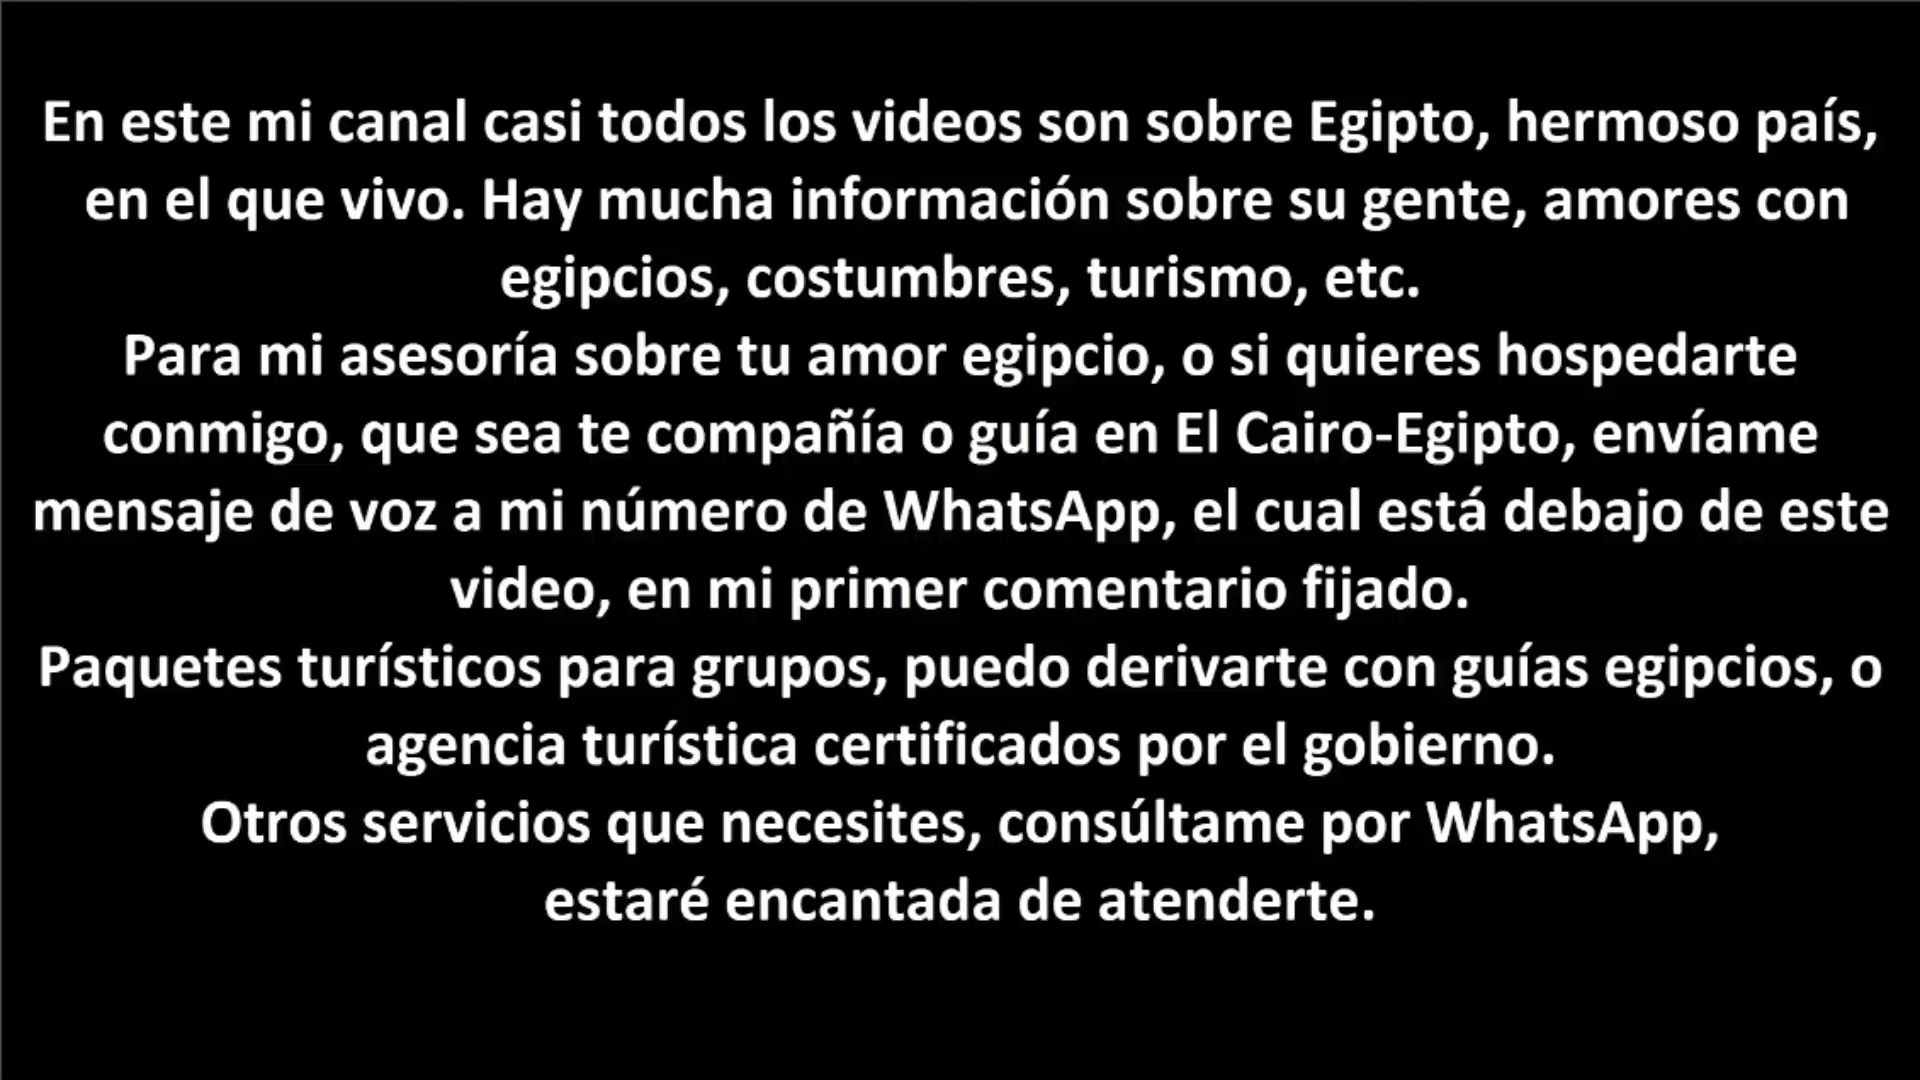 En este mi canal casi todos los videos son sobre Egipto, hermoso país,
en el que vivo. Hay mucha información sobre su gente, amores con
egipcios, costumbres, turismo, etc.
Para mi asesoría sobre tu amor egipcio, o si quieres hospedarte
conmigo, que sea te compañía o guía en El Cairo-Egipto, envíame
mensaje de voz a mi número de WhatsApp, el cual está debajo de este
video, en mi primer comentario fijado.
Paquetes turísticos para grupos, puedo derivarte con guías egipcios, o
agencia turística certificados por el gobierno.
Otros servicios que necesites, consúltame por WhatsApp,
estaré encantada de atenderte.